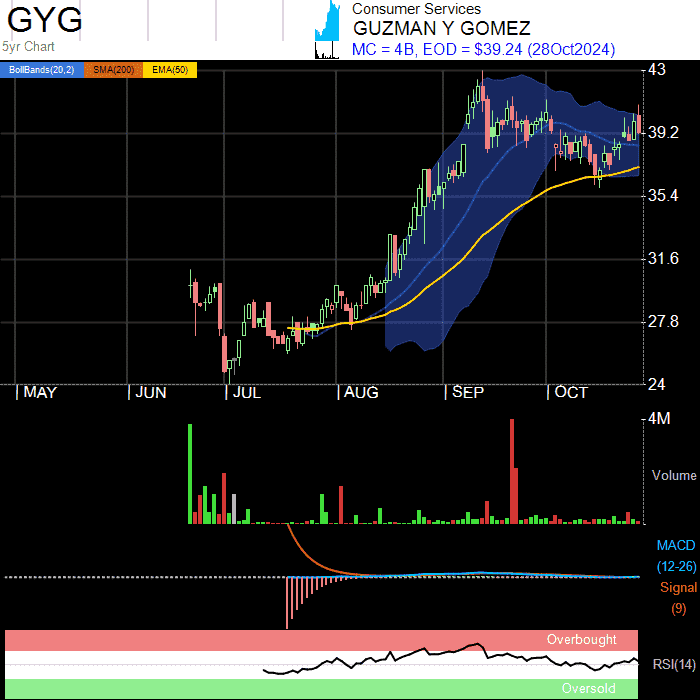 GYG
5yr Chart
Consumer Services
GUZMAN Y GOMEZ
MC = 4B, EOD = $39.24 (28Oct2024)
BollBands(20,2) SMA(200) EMA(50)
43
39.2
35.4
31.6
27.8
24
| MAY | JUN | JUL | AUG | SEP | OCT
4M
Volume
MACD
(12-26)
Signal
(9)
Overbought
RSI(14)
Oversold